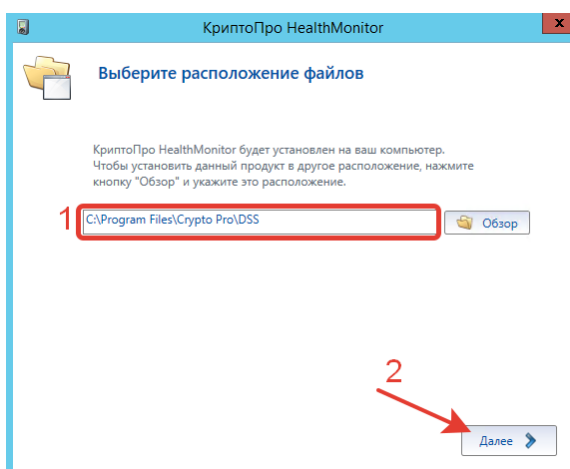 КриптоПро HealthMonitor
x
Выберите расположение файлов
КриптоПро HealthMonitor будет установлен на ваш компьютер.
Чтобы установить данный продукт в другое расположение, нажмите
кнопку "Обзор" и укажите это расположение.
1 C:\Program Files\Crypto Pro\DSS Обзор
2
Далее